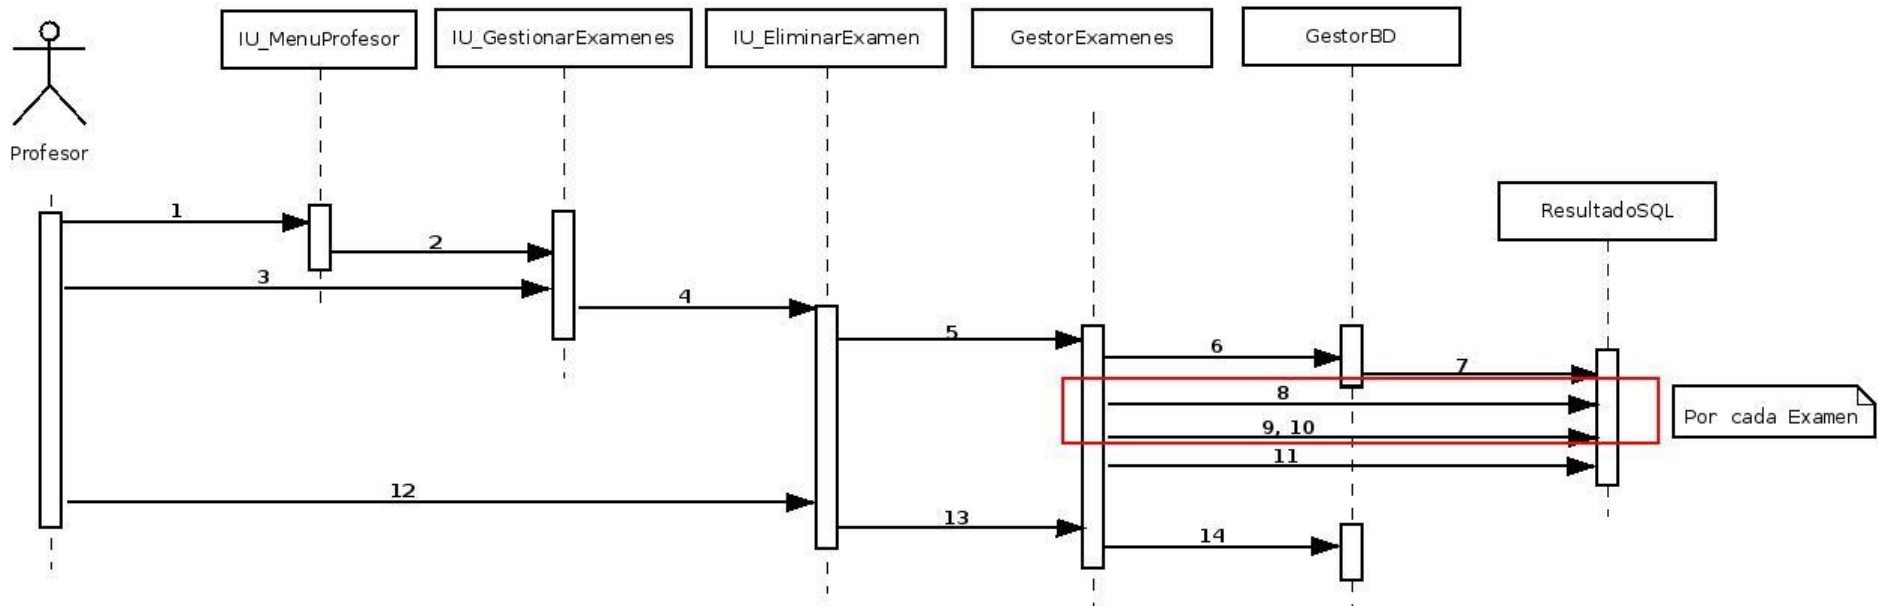 IU_MenuProfesor
IU_GestionarExamenes
IU_EliminarExamen
GestorExamenes
GestorBD
Profesor
ResultadoSQL
1
2
3
4
5
6
7
8
9, 10
Por cada Examen
11
12
13
14